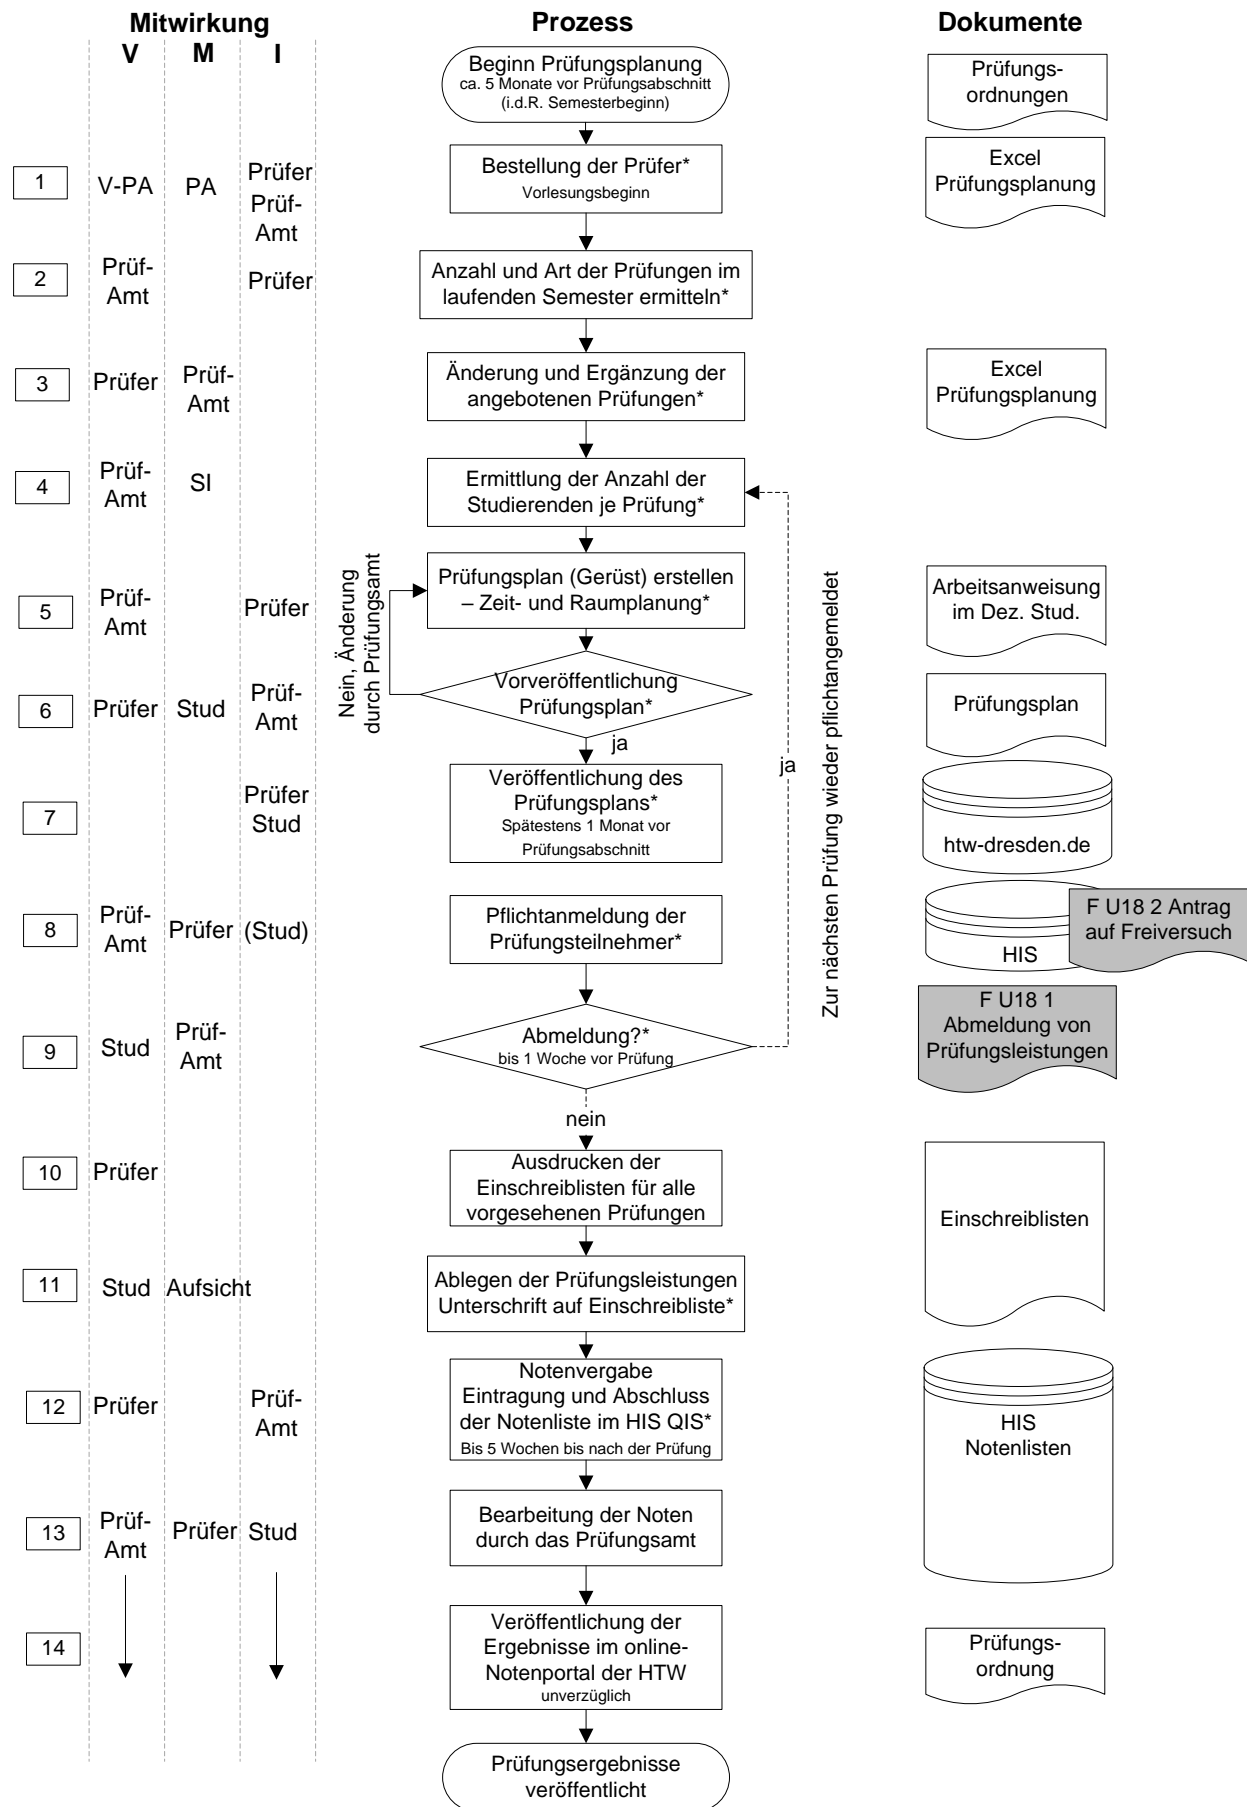 Mitwirkung
Prozess
Dokumente
V M I
Beginn Prüfungsplanung
ca. 5 Monate vor Prüfungsabschnitt
(i.d.R. Semesterbeginn)
Prüfungs-
ordnungen
1
V-PA
PA
Prüfer
Prüf-
Amt
Bestellung der Prüfer*
Vorlesungsbeginn
Excel
Prüfungsplanung
2
Prüf-
Amt
Prüfer
Anzahl und Art der Prüfungen im
laufenden Semester ermitteln*
3
Prüfer
Prüf-
Amt
Änderung und Ergänzung der
angebotenen Prüfungen*
Excel
Prüfungsplanung
4
Prüf-
Amt
SI
Ermittlung der Anzahl der
Studierenden je Prüfung*
5
Prüf-
Amt
Prüfer
Nein, Änderung
durch Prüfungsamt
Prüfungsplan (Gerüst) erstellen
– Zeit- und Raumplanung*
Arbeitsanweisung
im Dez. Stud.
6
Prüfer
Stud
Prüf-
Amt
Vorveröffentlichung
Prüfungsplan*
ja
Prüfungsplan
ja
Zur nächsten Prüfung wieder pflichtangemeldet
7
Prüfer
Stud
Veröffentlichung des
Prüfungsplans*
Spätestens 1 Monat vor
Prüfungsabschnitt
htw-dresden.de
8
Prüf-
Amt
Prüfer
(Stud)
Pflichtanmeldung der
Prüfungsteilnehmer*
HIS
F U18 2 Antrag
auf Freiversuch
9
Stud
Prüf-
Amt
Abmeldung?*
bis 1 Woche vor Prüfung
nein
F U18 1
Abmeldung von
Prüfungsleistungen
10
Prüfer
Ausdrucken der
Einschreiblisten für alle
vorgesehenen Prüfungen
Einschreiblisten
11
Stud
Aufsicht
Ablegen der Prüfungsleistungen
Unterschrift auf Einschreibliste*
12
Prüfer
Prüf-
Amt
Notenvergabe
Eintragung und Abschluss
der Notenliste im HIS QIS*
Bis 5 Wochen bis nach der Prüfung
HIS
Notenlisten
13
Prüf-
Amt
Prüfer
Stud
Bearbeitung der Noten
durch das Prüfungsamt
14
Veröffentlichung der
Ergebnisse im online-
Notenportal der HTW
unverzüglich
Prüfungs-
ordnung
Prüfungsergebnisse
veröffentlicht